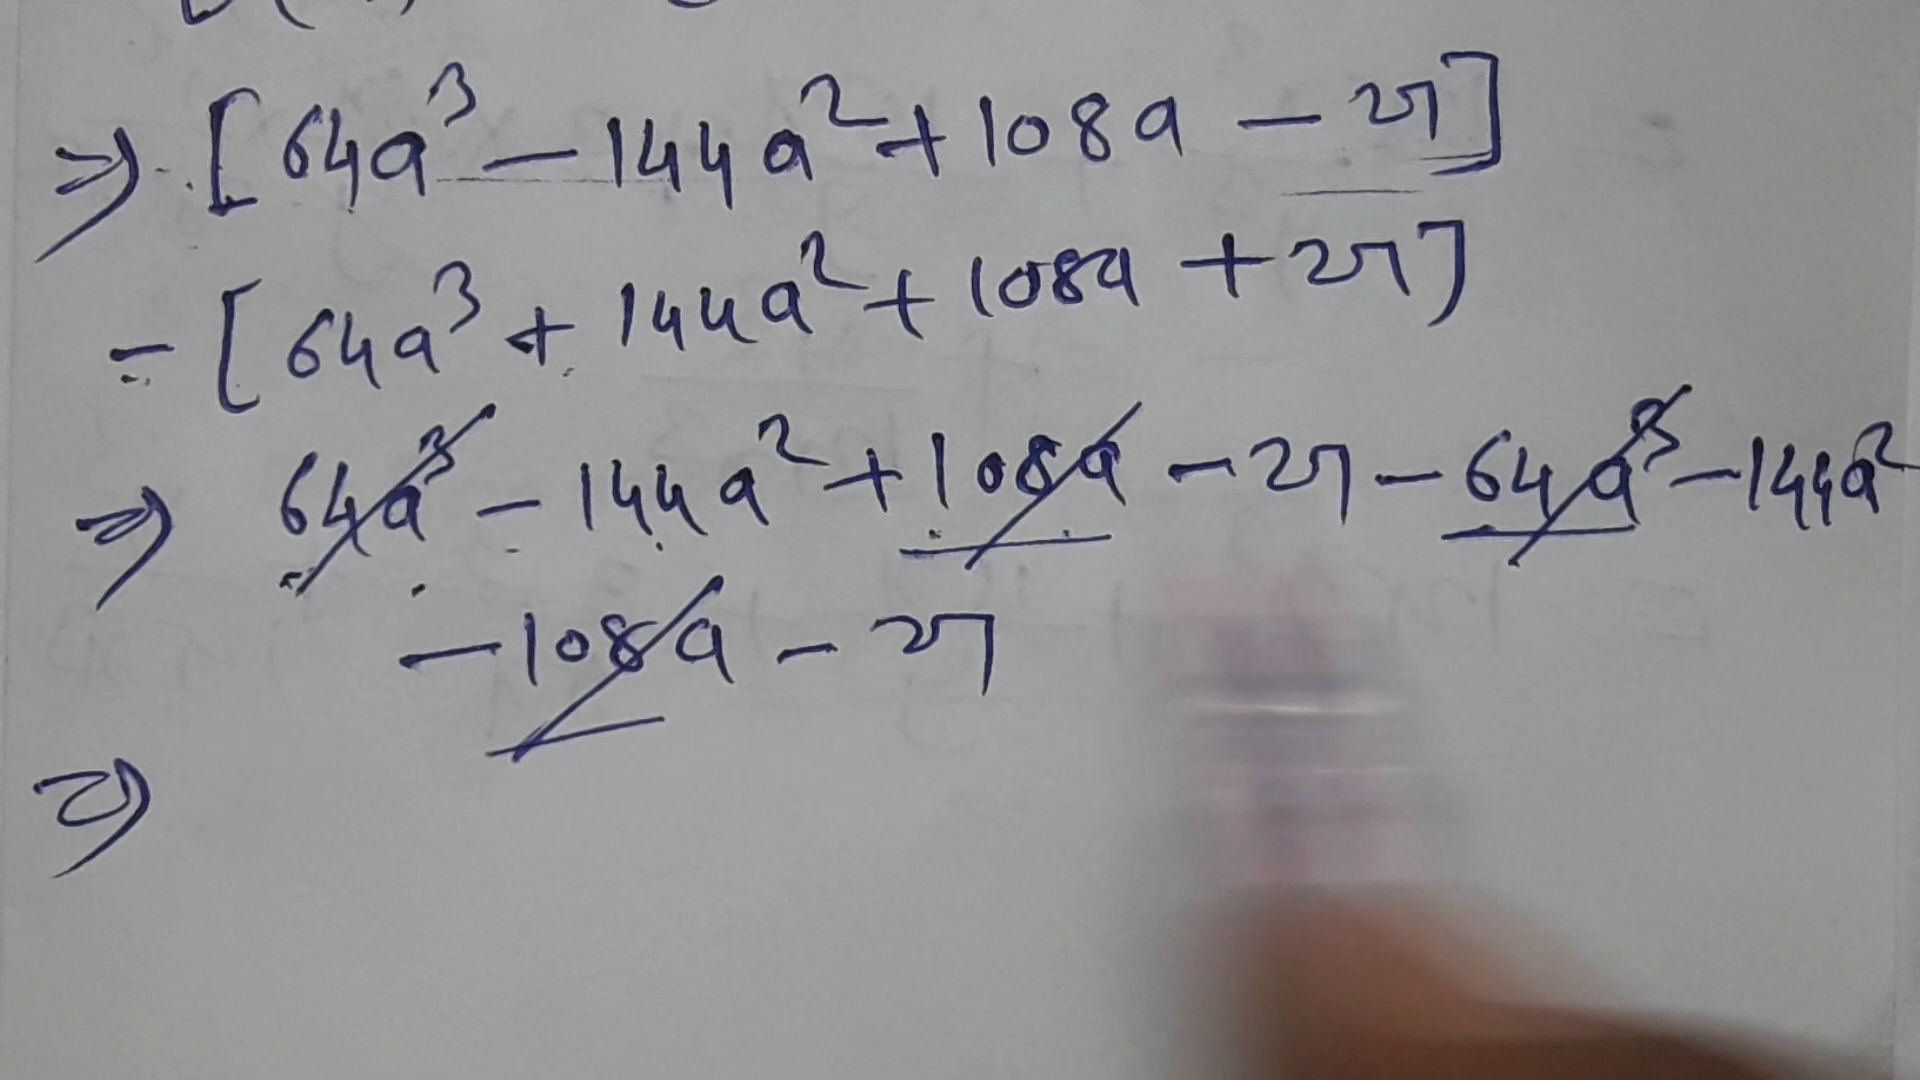 ⇒ [64a³ - 144a² + 108a - 27]
- [64a³ + 144a² + 108a + 27]
⇒ 64a³ - 144a² + 108a - 27 - 64a³ - 144a²
- 108a - 27
⇒